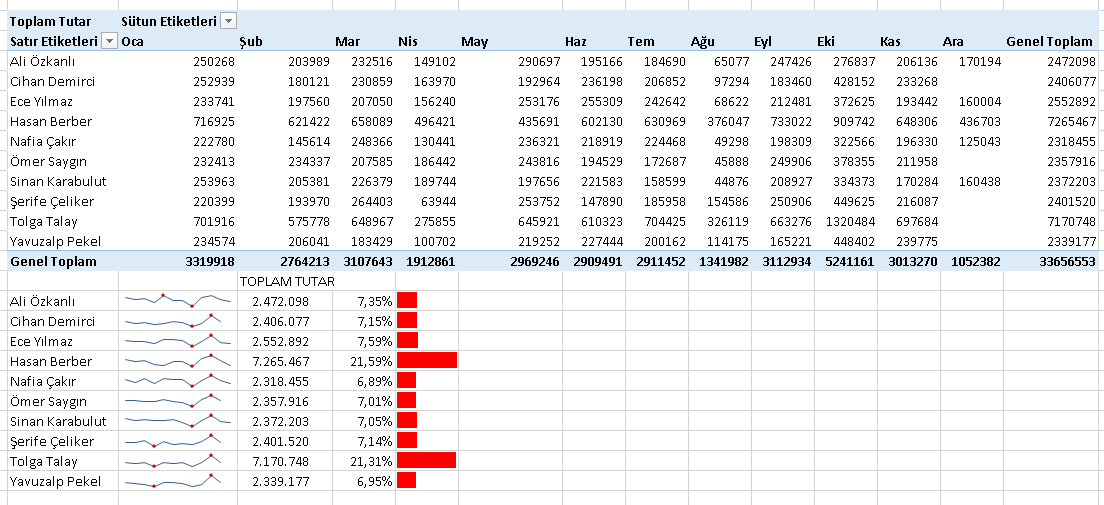 Toplam Tutar Sütun Etiketleri
Satır Etiketleri Oca Şub Mar Nis May Haz Tem Ağu Eyl Eki Kas Ara Genel Toplam
Ali Özkanlı 250268 203989 232516 149102 290697 195166 184690 65077 247426 276837 206136 170194 2472098
Cihan Demirci 252939 180121 230859 163970 192964 236198 206852 97294 183460 428152 233268 2406077
Ece Yılmaz 233741 197560 207050 156240 253176 255309 242642 68622 212481 372625 193442 160004 2552892
Hasan Berber 716925 621422 658089 496421 435691 602130 630969 376047 733022 909742 648306 436703 7265467
Nafia Çakır 222780 145614 248366 130441 236321 218919 224468 49298 198309 322566 196330 125043 2318455
Ömer Saygın 232413 234337 207585 186442 243816 194529 172687 45888 249906 378355 211958 2357916
Sinan Karabulut 253963 205381 226379 189744 197656 221583 158599 44876 208927 334373 170284 160438 2372203
Şerife Çeliker 220399 193970 264403 63944 253752 147890 185958 154586 250906 449625 216087 2401520
Tolga Talay 701916 575778 648967 275855 645921 610323 704425 326119 663276 1320484 697684 7170748
Yavuzalp Pekel 234574 206041 183429 100702 219252 227444 200162 114175 165221 448402 239775 2339177
Genel Toplam 3319918 2764213 3107643 1912861 2969246 2909491 2911452 1341982 3112934 5241161 3013270 1052382 33656553
TOPLAM TUTAR
Ali Özkanlı 2.472.098 7,35%
Cihan Demirci 2.406.077 7,15%
Ece Yılmaz 2.552.892 7,59%
Hasan Berber 7.265.467 21,59%
Nafia Çakır 2.318.455 6,89%
Ömer Saygın 2.357.916 7,01%
Sinan Karabulut 2.372.203 7,05%
Şerife Çeliker 2.401.520 7,14%
Tolga Talay 7.170.748 21,31%
Yavuzalp Pekel 2.339.177 6,95%